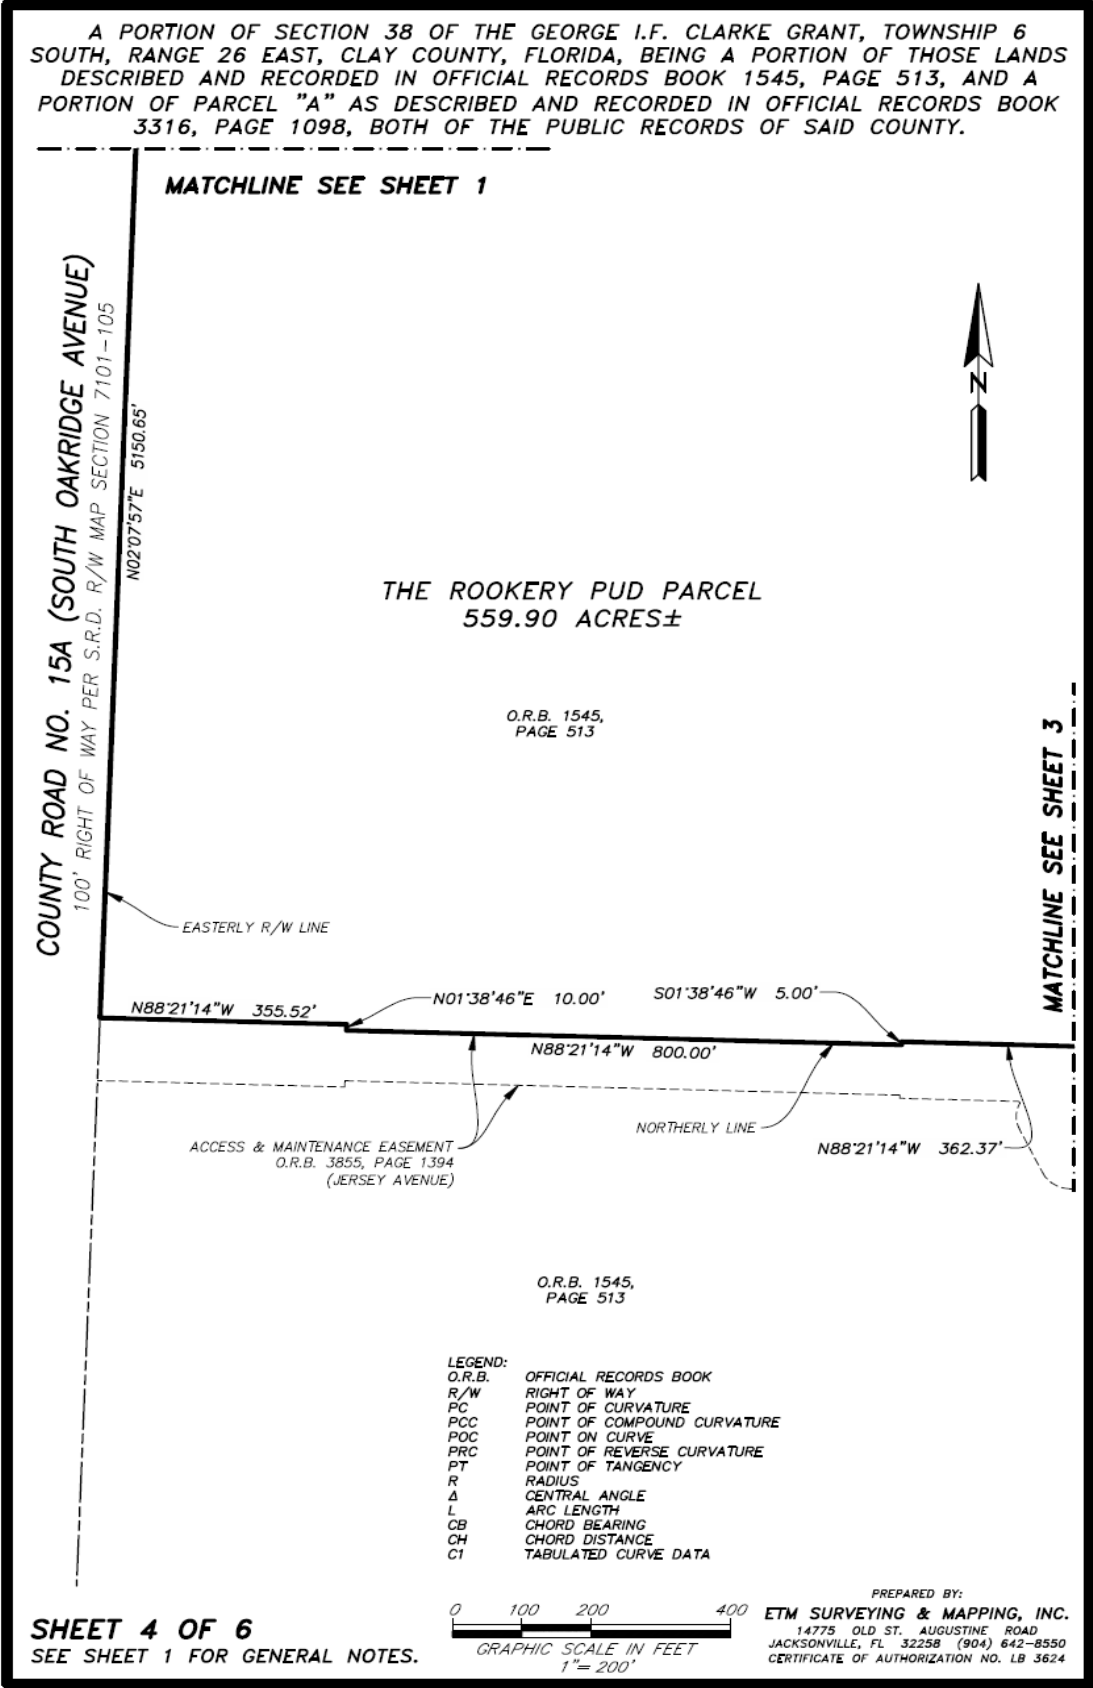 A PORTION OF SECTION 38 OF THE GEORGE I.F. CLARKE GRANT, TOWNSHIP 6
SOUTH, RANGE 26 EAST, CLAY COUNTY, FLORIDA, BEING A PORTION OF THOSE LANDS
DESCRIBED AND RECORDED IN OFFICIAL RECORDS BOOK 1545, PAGE 513, AND A
PORTION OF PARCEL "A" AS DESCRIBED AND RECORDED IN OFFICIAL RECORDS BOOK
3316, PAGE 1098, BOTH OF THE PUBLIC RECORDS OF SAID COUNTY.
MATCHLINE SEE SHEET 1
COUNTY ROAD NO. 15A (SOUTH OAKRIDGE AVENUE)
100' RIGHT OF WAY PER S.R.D. R/W MAP SECTION 7101-105
N02°07'57"E 5150.65'
N
THE ROOKERY PUD PARCEL
559.90 ACRES±
O.R.B. 1545,
PAGE 513
MATCHLINE SEE SHEET 3
EASTERLY R/W LINE
N88°21'14"W 355.52'
N01°38'46"E 10.00'
S01°38'46"W 5.00'
N88°21'14"W 800.00'
NORTHERLY LINE
N88°21'14"W 362.37'
ACCESS & MAINTENANCE EASEMENT
O.R.B. 3855, PAGE 1394
(JERSEY AVENUE)
O.R.B. 1545,
PAGE 513
LEGEND:
O.R.B. OFFICIAL RECORDS BOOK
R/W RIGHT OF WAY
PC POINT OF CURVATURE
PCC POINT OF COMPOUND CURVATURE
POC POINT ON CURVE
PRC POINT OF REVERSE CURVATURE
PT POINT OF TANGENCY
R RADIUS
Δ CENTRAL ANGLE
L ARC LENGTH
CB CHORD BEARING
CH CHORD DISTANCE
C1 TABULATED CURVE DATA
SHEET 4 OF 6
SEE SHEET 1 FOR GENERAL NOTES.
0 100 200 400
GRAPHIC SCALE IN FEET
1"= 200'
PREPARED BY:
ETM SURVEYING & MAPPING, INC.
14775 OLD ST. AUGUSTINE ROAD
JACKSONVILLE, FL 32258 (904) 642-8550
CERTIFICATE OF AUTHORIZATION NO. LB 3624